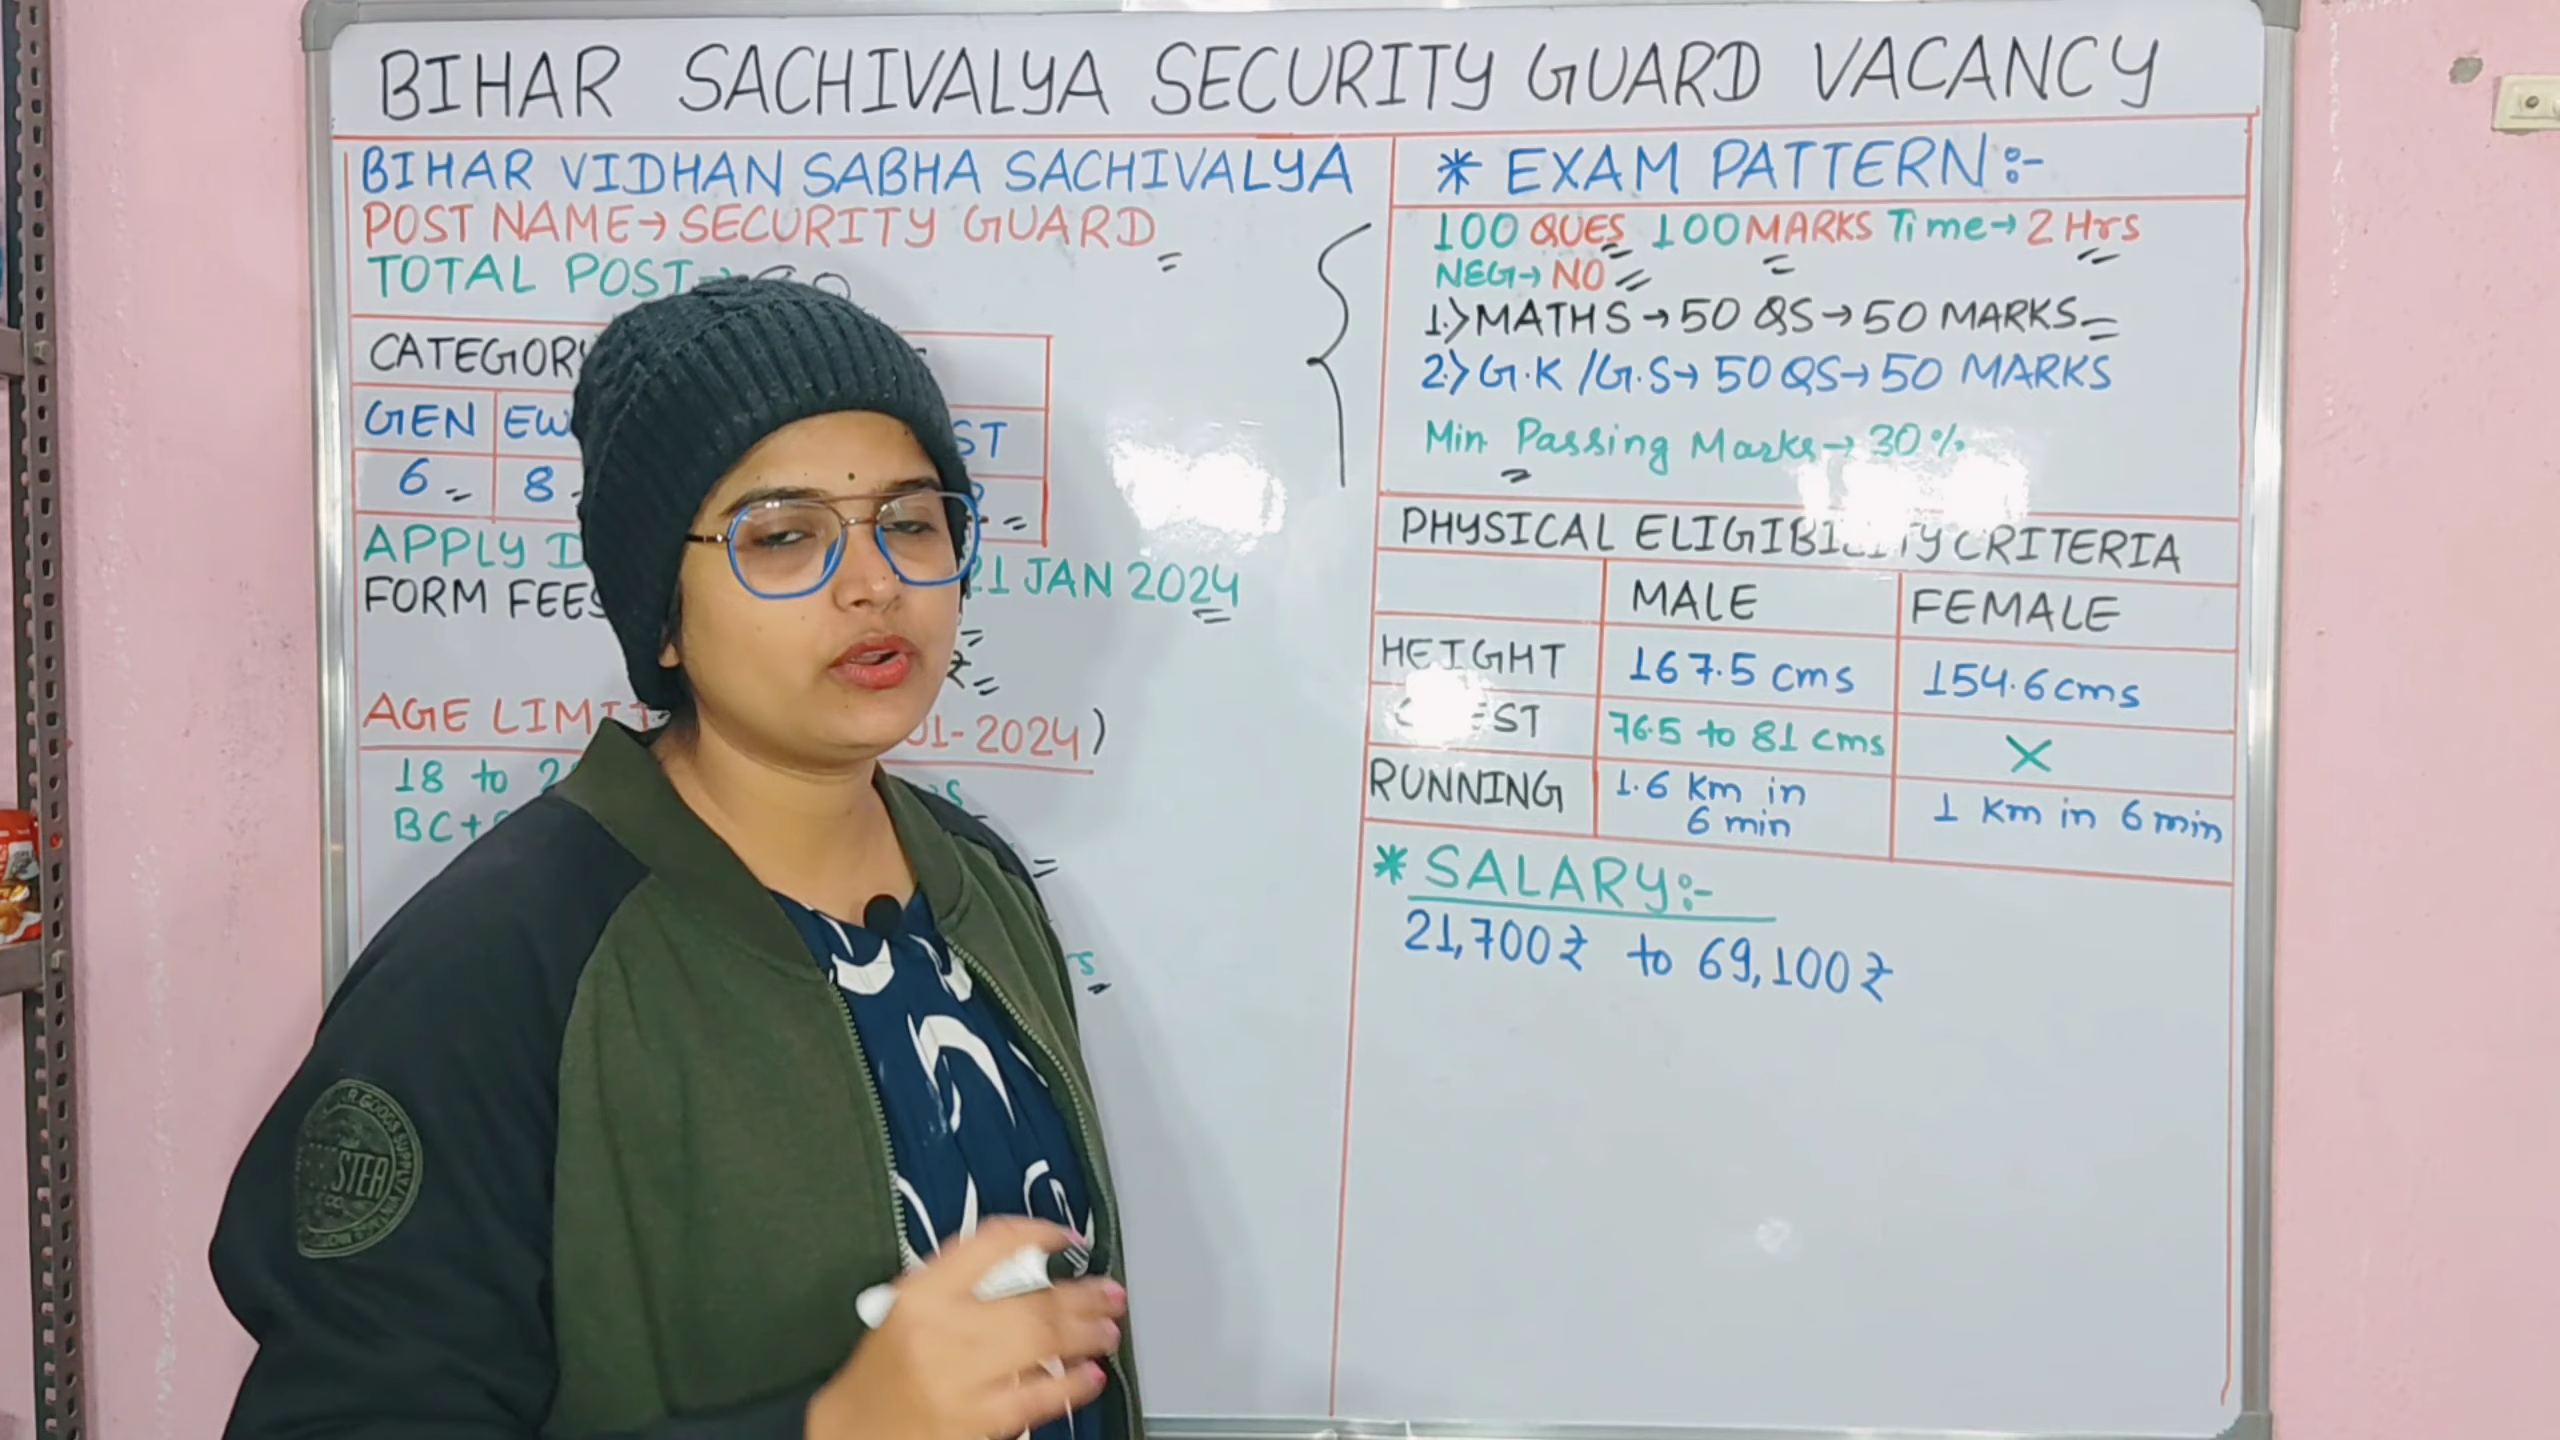 BIHAR SACHIVALYA SECURITY GUARD VACANCY
BIHAR VIDHAN SABHA SACHIVALYA
POST NAME→ SECURITY GUARD
TOTAL POST→
CATEGORY
GEN
ST
6
8
APPLY
21 JAN 2024
FORM FEES
₹
AGE LIMIT
01-2024)
18 to
BC+
* EXAM PATTERN:-
100 QUES 100 MARKS Time→ 2 Hrs
NEG→ NO
1.> MATHS → 50 QS → 50 MARKS
2.> G.K /G.S→ 50 QS→ 50 MARKS
Min Passing Marks→ 30%
PHYSICAL ELIGIBILITY CRITERIA
MALE FEMALE
HEIGHT 167.5 cms 154.6 cms
76.5 to 81 cms X
RUNNING 1.6 Km in 6 min 1 Km in 6 min
* SALARY:-
21,700₹ to 69,100₹